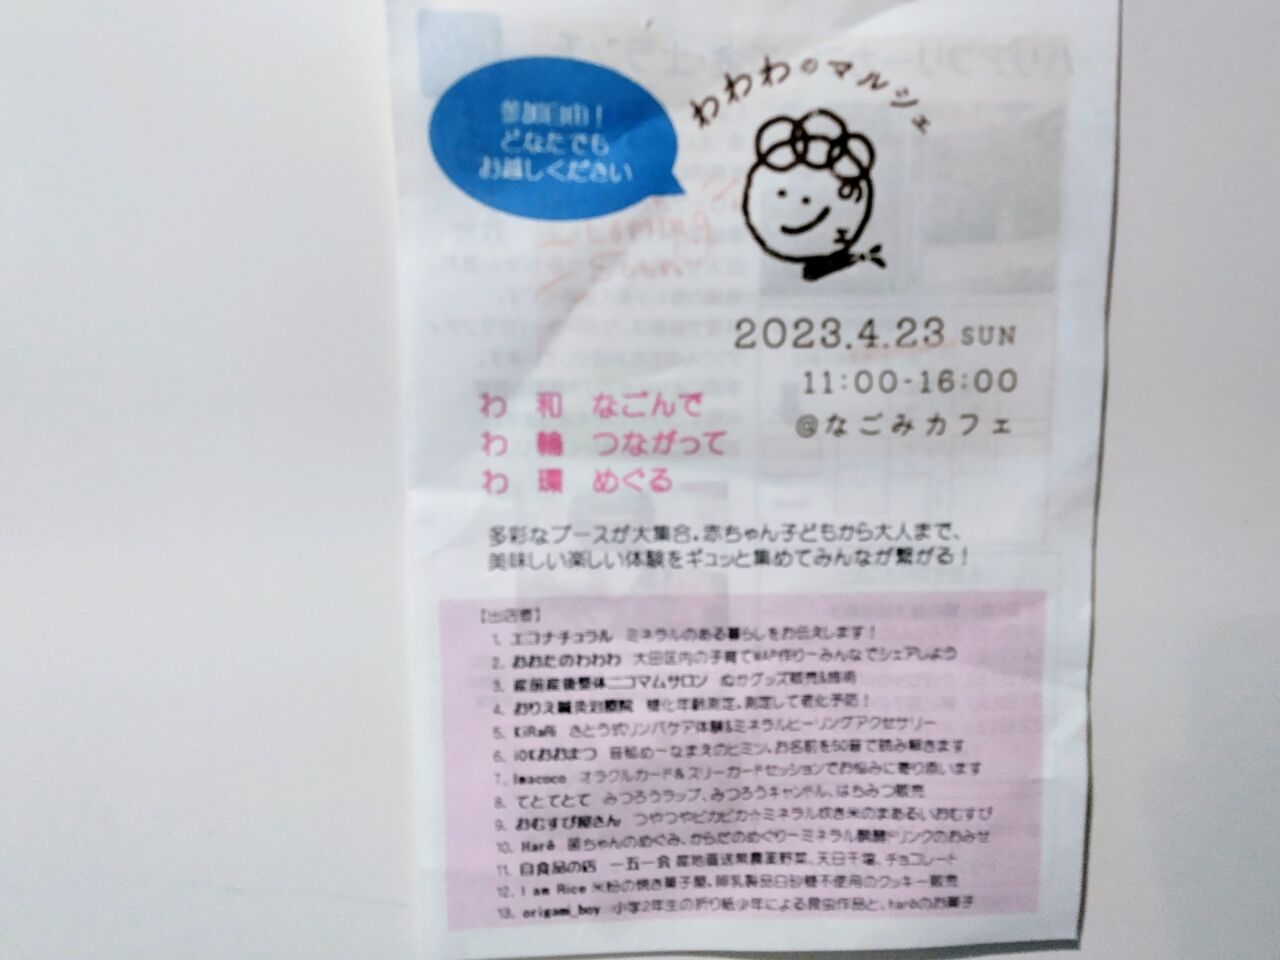 参加自由！
どなたでも
お越しください
わわわのマルシェ
2023.4.23 SUN
11:00-16:00
@なごみカフェ
わ 和 なごんで
わ 輪 つながって
わ 環 めぐる
多彩なブースが大集合。赤ちゃん子どもから大人まで、
美味しい楽しい体験をギュッと集めてみんなが繋がる！
【出店者】
1. エコナチュラル ミネラルのある暮らしをお伝えします！
2. おおたのわわわ 大田区内の子育てMAP作り～みんなでシェアしよう
3. 産前産後整体ニコマムサロン ぬかグッズ販売&施術
4. おりえ鍼灸治療院 糖化年齢測定。測定して老化予防！
5. KiRaRi さとう式リンパケア体験&ミネラルヒーリングアクセサリー
6. iOKおおまつ 音秘め～なまえのヒミツ。お名前を50音で読み解きます
7. Iwacoco オラクルカード&スリーカードセッションでお悩みに寄り添います
8. てとてとて みつろうラップ、みつろうキャンドル、はちみつ販売
9. おむすび屋さん つやつやピカピカ☆ミネラル炊き米のまあるいおむすび
10. Harê 菌ちゃんのめぐみ、からだのめぐり～ミネラル醗酵ドリンクのおみせ
11. 自食品の店 一五一会 産地直送無農薬野菜、天日干塩、チョコレート
12. I am Rice 米粉の焼き菓子屋。卵乳製品白砂糖不使用のクッキー販売
13. origami_boy 小学2年生の折り紙少年による昆虫作品と、harêのお菓子